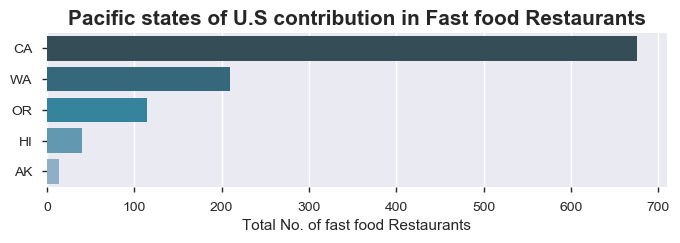 Pacific states of U.S contribution in Fast food Restaurants
CA
WA
OR
HI
AK
0 100 200 300 400 500 600 700
Total No. of fast food Restaurants